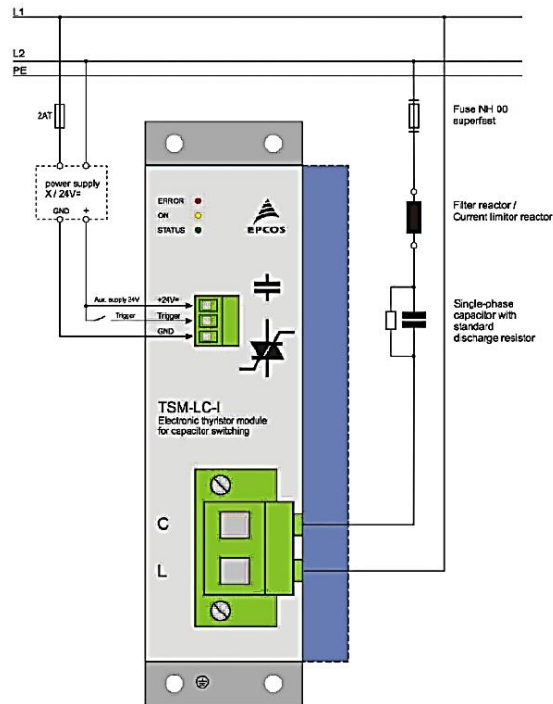 L1
L2
PE
2AT
Fuse NH 00
superfast
power supply
X / 24V=
GND +
ERROR
ON
STATUS
EPCOS
Filter reactor /
Current limitor reactor
Aux. supply 24V +24V=
Trigger Trigger
GND
Single-phase
capacitor with
standard
discharge resistor
TSM-LC-I
Electronic thyristor module
for capacitor switching
C
L